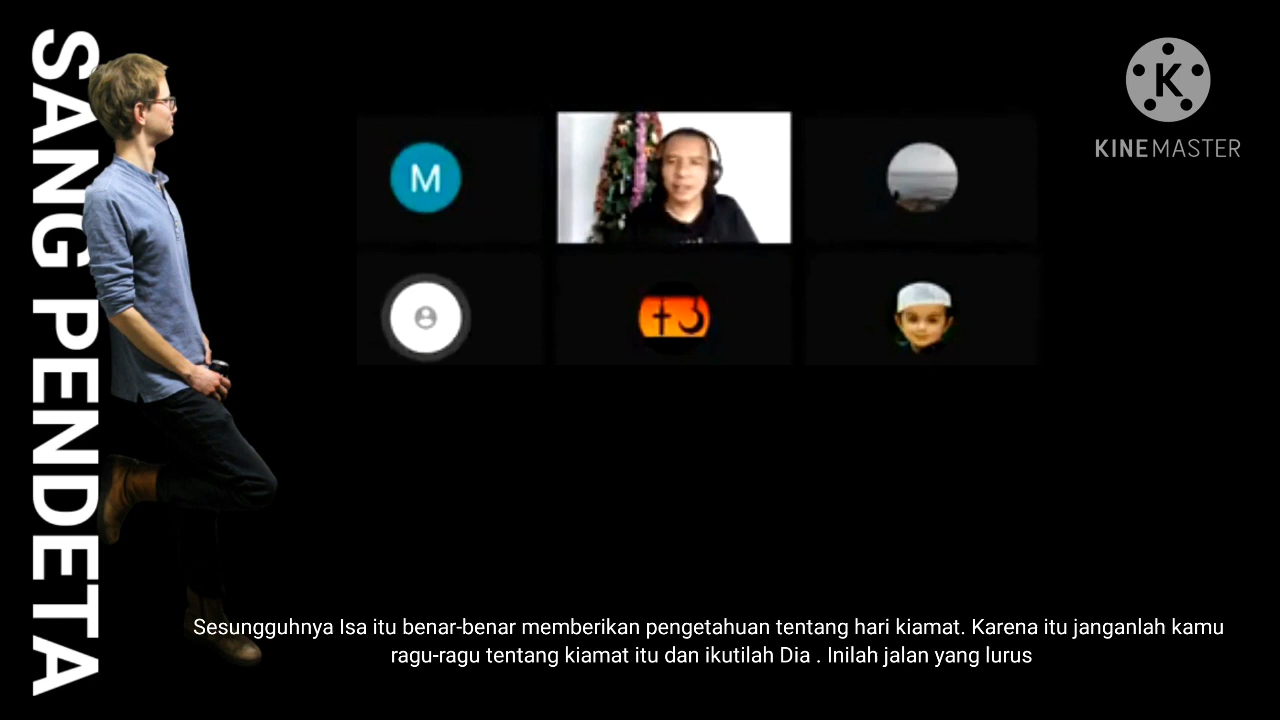 SANG PENDETA
K
KINEMASTER
M
Sesungguhnya Isa itu benar-benar memberikan pengetahuan tentang hari kiamat. Karena itu janganlah kamu
ragu-ragu tentang kiamat itu dan ikutilah Dia . Inilah jalan yang lurus